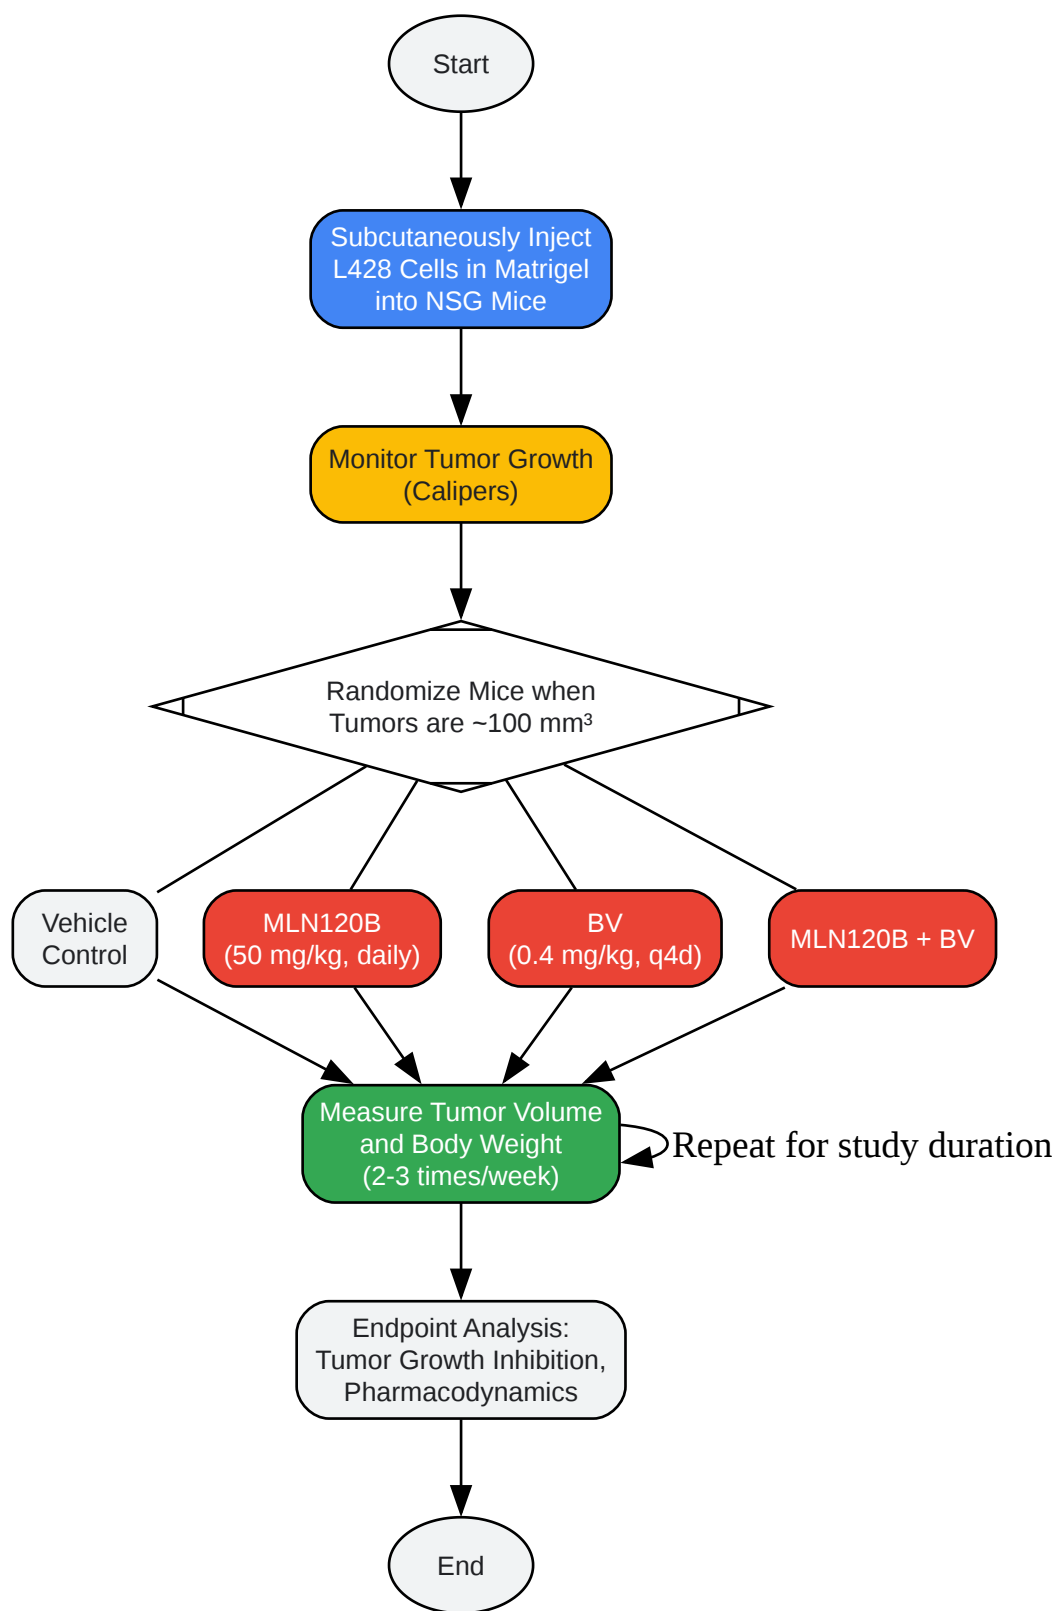 Start
Subcutaneously Inject
L428 Cells in Matrigel
into NSG Mice
Monitor Tumor Growth
(Calipers)
Randomize Mice when
Tumors are ~100 mm³
Vehicle
Control
MLN120B
(50 mg/kg, daily)
BV
(0.4 mg/kg, q4d)
MLN120B + BV
Measure Tumor Volume
and Body Weight
(2-3 times/week)
Repeat for study duration
Endpoint Analysis:
Tumor Growth Inhibition,
Pharmacodynamics
End